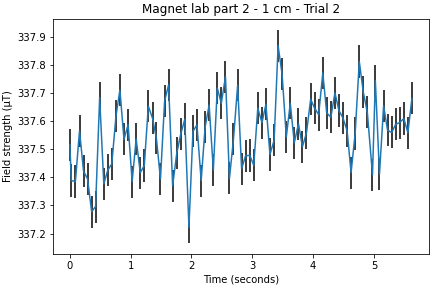 Magnet lab part 2 - 1 cm - Trial 2
Field strength (μT)
337.9
337.8
337.7
337.6
337.5
337.4
337.3
337.2
0 1 2 3 4 5
Time (seconds)